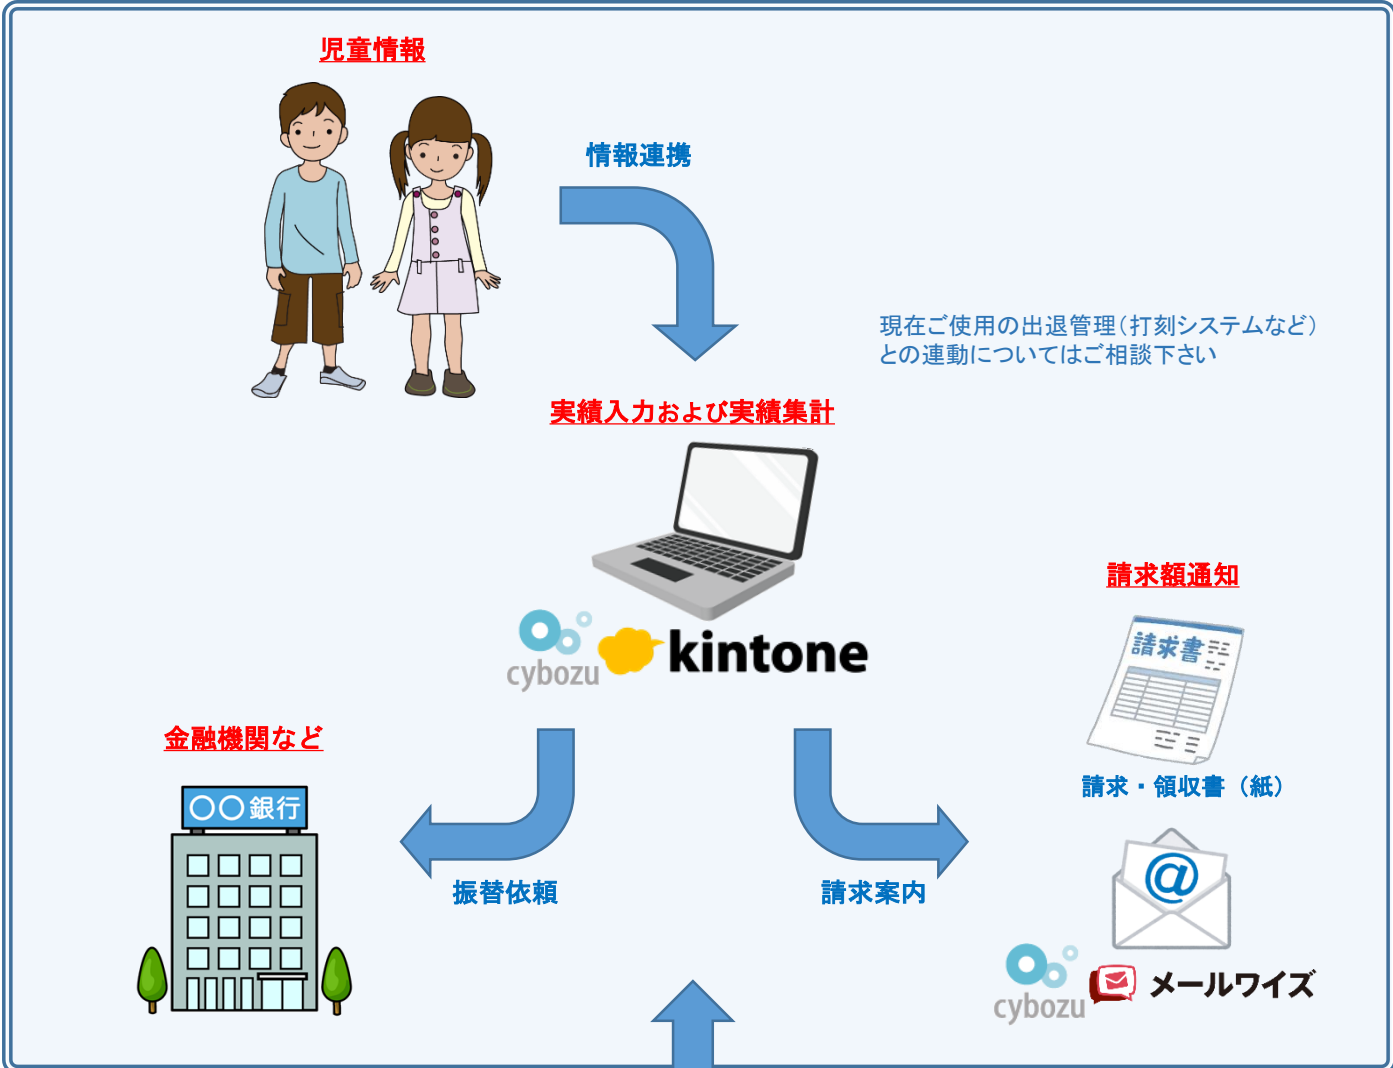 児童情報
情報連携
現在ご使用の出退管理（打刻システムなど）
との連動についてはご相談下さい
実績入力および実績集計
cybozu
kintone
請求額通知
請求書
請求・領収書（紙）
金融機関など
〇〇銀行
振替依頼
請求案内
@
cybozu
メールワイズ